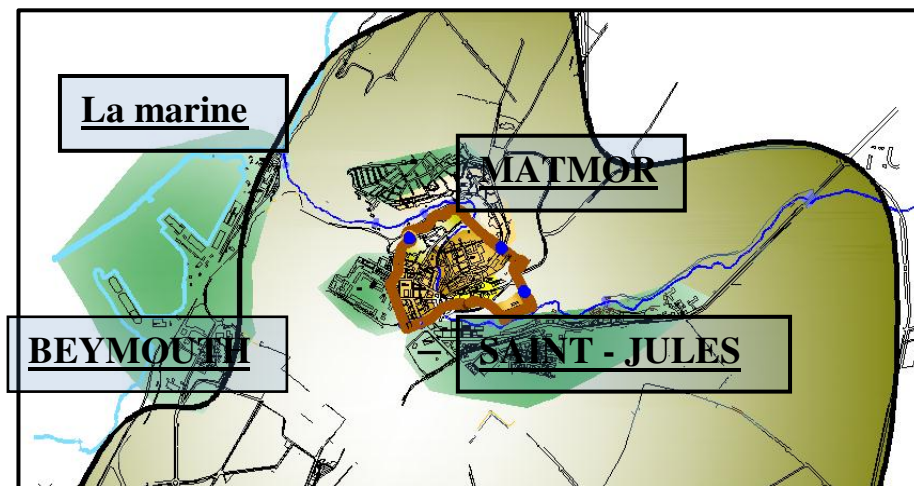 La marine
MATMOR
BEYMOUTH
– SAINT - JULES